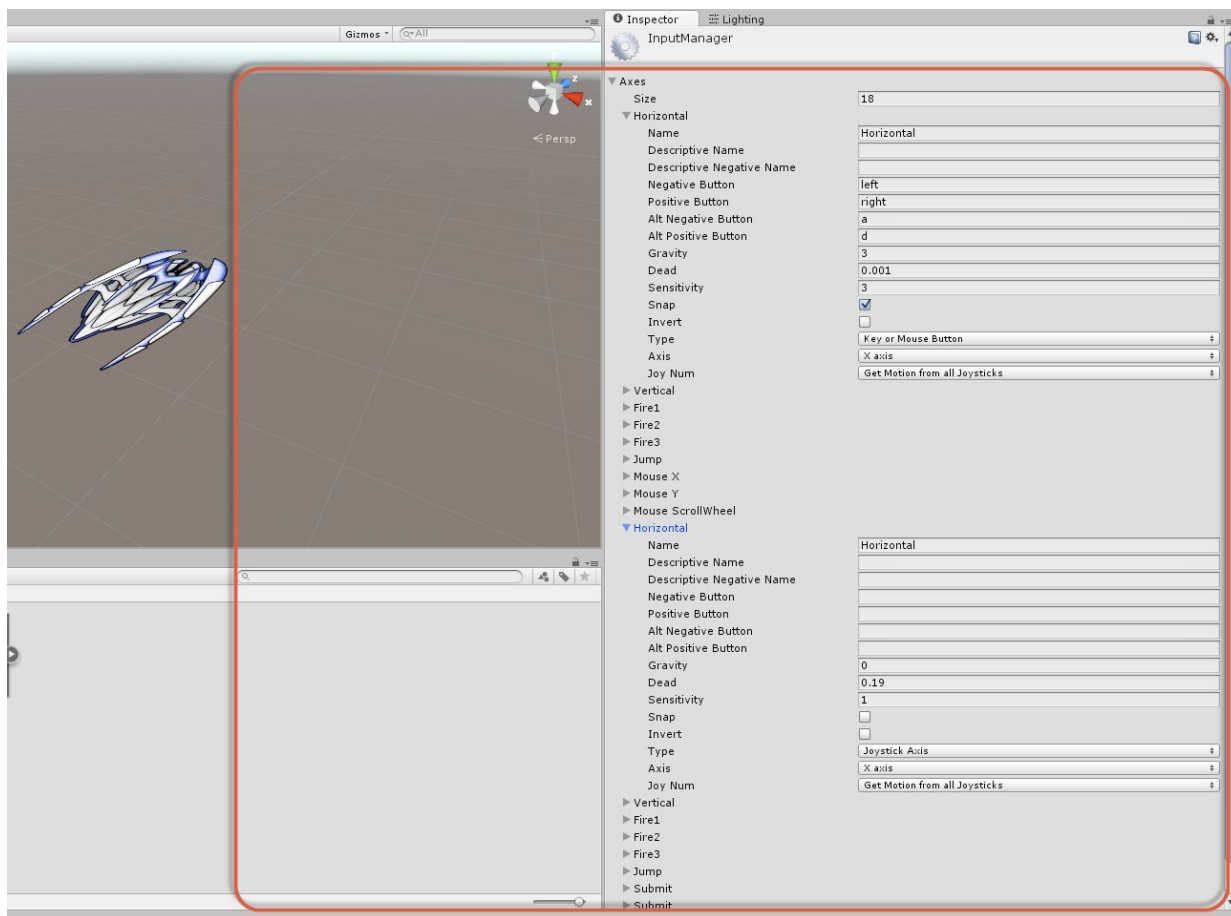 Gizmos
All
z
x
Persp
Inspector
Lighting
InputManager
Axes
Size 18
Horizontal
Name Horizontal
Descriptive Name
Descriptive Negative Name
Negative Button left
Positive Button right
Alt Negative Button a
Alt Positive Button d
Gravity 3
Dead 0.001
Sensitivity 3
Snap
Invert
Type Key or Mouse Button
Axis X axis
Joy Num Get Motion from all Joysticks
Vertical
Fire1
Fire2
Fire3
Jump
Mouse X
Mouse Y
Mouse ScrollWheel
Horizontal
Name Horizontal
Descriptive Name
Descriptive Negative Name
Negative Button
Positive Button
Alt Negative Button
Alt Positive Button
Gravity 0
Dead 0.19
Sensitivity 1
Snap
Invert
Type Joystick Axis
Axis X axis
Joy Num Get Motion from all Joysticks
Vertical
Fire1
Fire2
Fire3
Jump
Submit
Submit